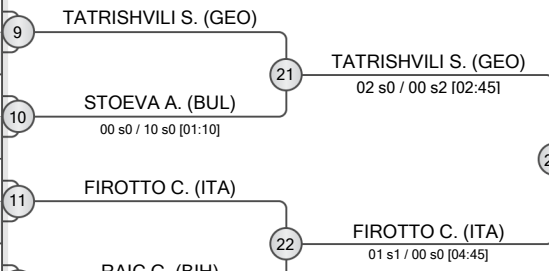 TATRISHVILI S. (GEO)
9
21
TATRISHVILI S. (GEO)
02 s0 / 00 s2 [02:45]
STOEVA A. (BUL)
10
00 s0 / 10 s0 [01:10]
FIROTTO C. (ITA)
11
22
FIROTTO C. (ITA)
01 s1 / 00 s0 [04:45]